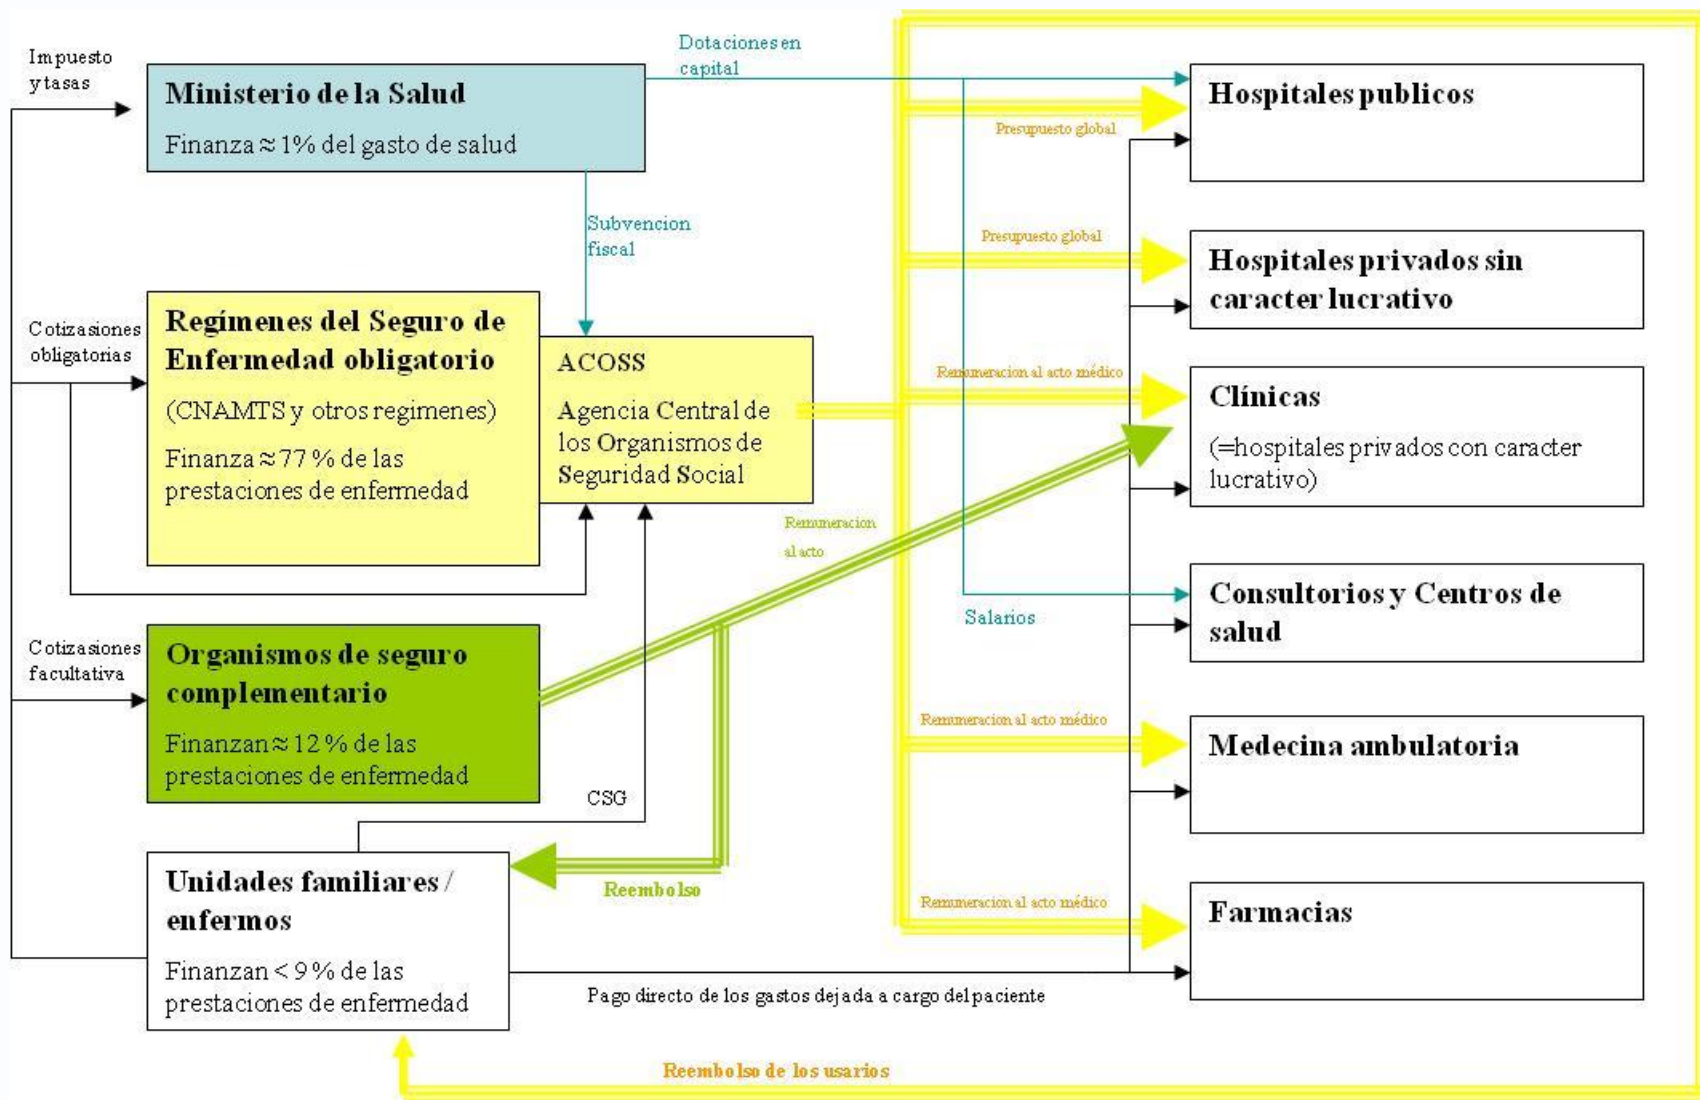 Impuesto
y tasas
Ministerio de la Salud
Finanza ≈ 1% del gasto de salud
Dotaciones en
capital
Subvencion
fiscal
Cotizasiones
obligatorias
Regímenes del Seguro de
Enfermedad obligatorio
(CNAMTS y otros regimenes)
Finanza ≈ 77 % de las
prestaciones de enfermedad
ACOSS
Agencia Central de
los Organismos de
Seguridad Social
Cotizasiones
facultativa
Organismos de seguro
complementario
Finanzan ≈ 12 % de las
prestaciones de enfermedad
Remuneracion
al acto
CSG
Unidades familiares /
enfermos
Finanzan < 9 % de las
prestaciones de enfermedad
Reembolso
Pago directo de los gastos dejada a cargo del paciente
Reembolso de los usarios
Presupuesto global
Hospitales publicos
Presupuesto global
Hospitales privados sin
caracter lucrativo
Remuneracion al acto médico
Clínicas
(=hospitales privados con caracter
lucrativo)
Salarios
Consultorios y Centros de
salud
Remuneracion al acto médico
Medecina ambulatoria
Remuneracion al acto médico
Farmacias